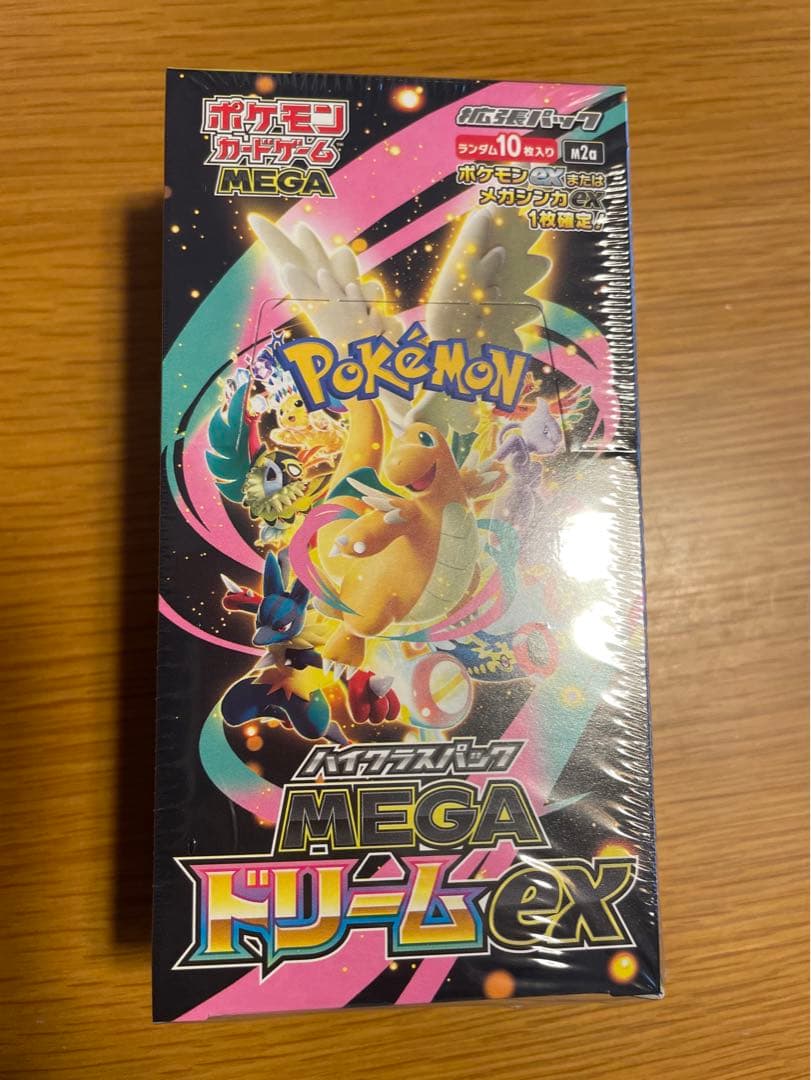 ポケモン
カードゲーム
MEGA
拡張パック
ランダム10枚入り
M2a
ポケモンexまたは
メガシンカex
1枚確定!
POKÉMON
ハイクラスパック
MEGA
ドリームex